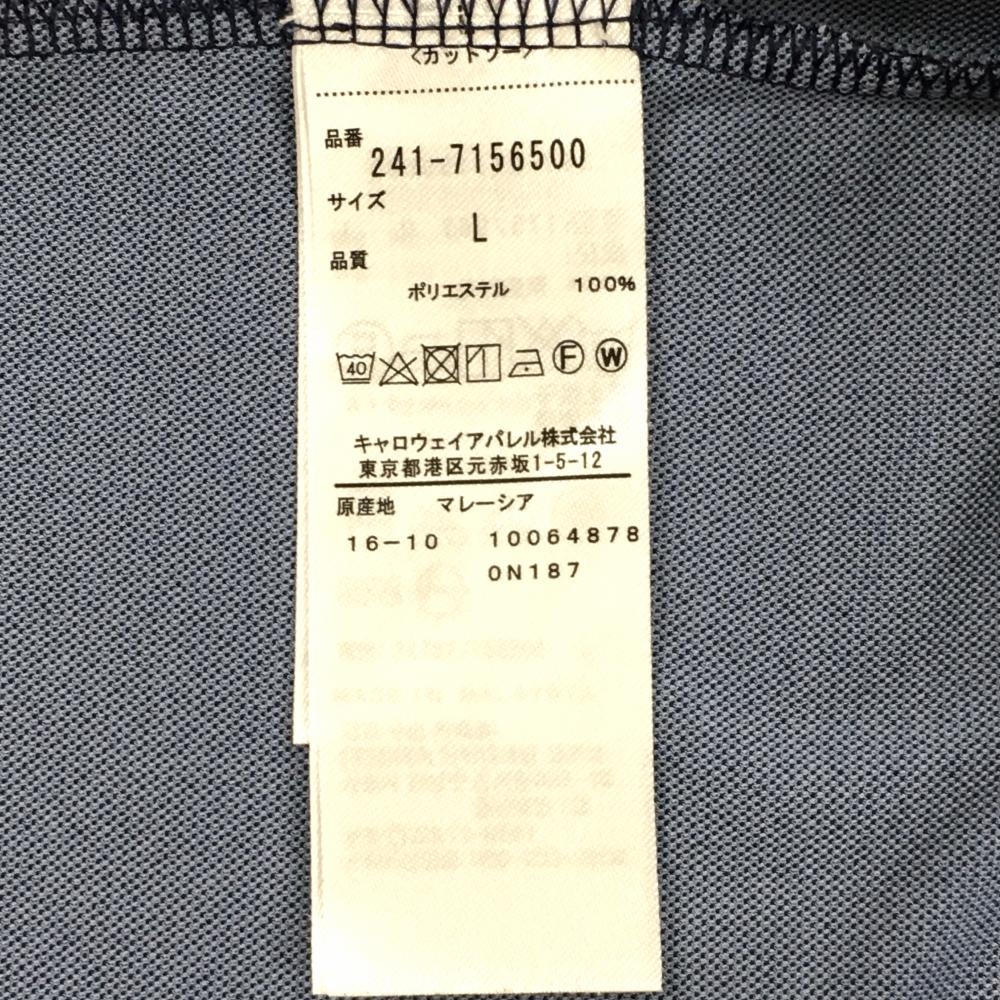 〈カットソー〉
品番
241-7156500
サイズ
L
品質
ポリエステル 100%
40 F W
キャロウェイアパレル株式会社
東京都港区元赤坂1-5-12
原産地 マレーシア
16-10 10064878
0N187